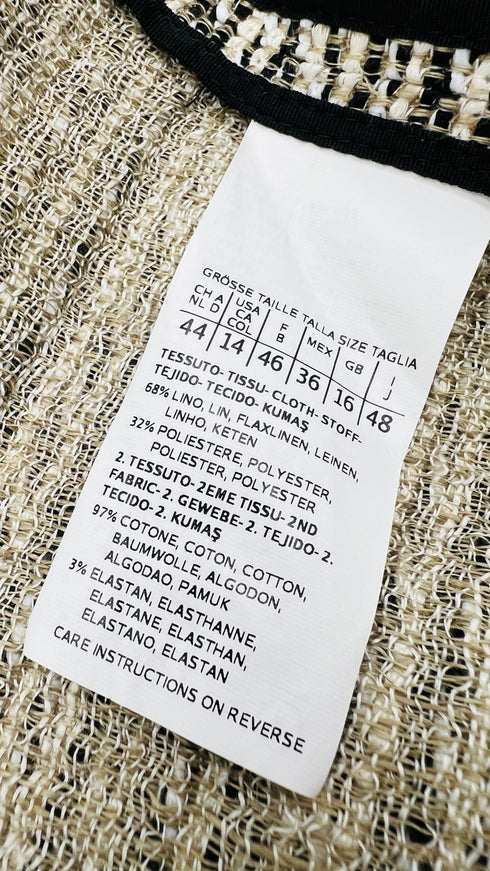 GRÖSSE TAILLE TALLA SIZE TAGLIA
CH A USA F MEX GB I
NL D CA B J
COL
44 14 46 36 16 48
TESSUTO- TISSU- CLOTH- STOFF-
TEJIDO- TECIDO- KUMAŞ
68% LINO, LIN, FLAXLINEN, LEINEN,
LINHO, KETEN
32% POLIESTERE, POLYESTER,
POLIESTER, POLYESTER
2. TESSUTO- 2EME TISSU- 2ND
FABRIC- 2. GEWEBE- 2. TEJIDO- 2.
TECIDO- 2. KUMAŞ
97% COTONE, COTON, COTTON,
BAUMWOLLE, ALGODON,
ALGODAO, PAMUK
3% ELASTAN, ELASTHANNE,
ELASTANE, ELASTHAN,
ELASTANO, ELASTAN
CARE INSTRUCTIONS ON REVERSE